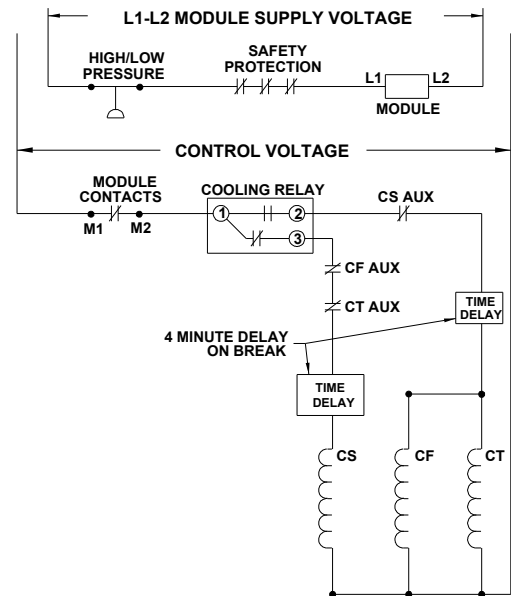 L1-L2 MODULE SUPPLY VOLTAGE
HIGH/LOW
PRESSURE
SAFETY
PROTECTION
L1
L2
MODULE
CONTROL VOLTAGE
MODULE
CONTACTS
M1
M2
COOLING RELAY
1
2
3
CS AUX
CF AUX
CT AUX
TIME
DELAY
4 MINUTE DELAY
ON BREAK
TIME
DELAY
CS
CF
CT